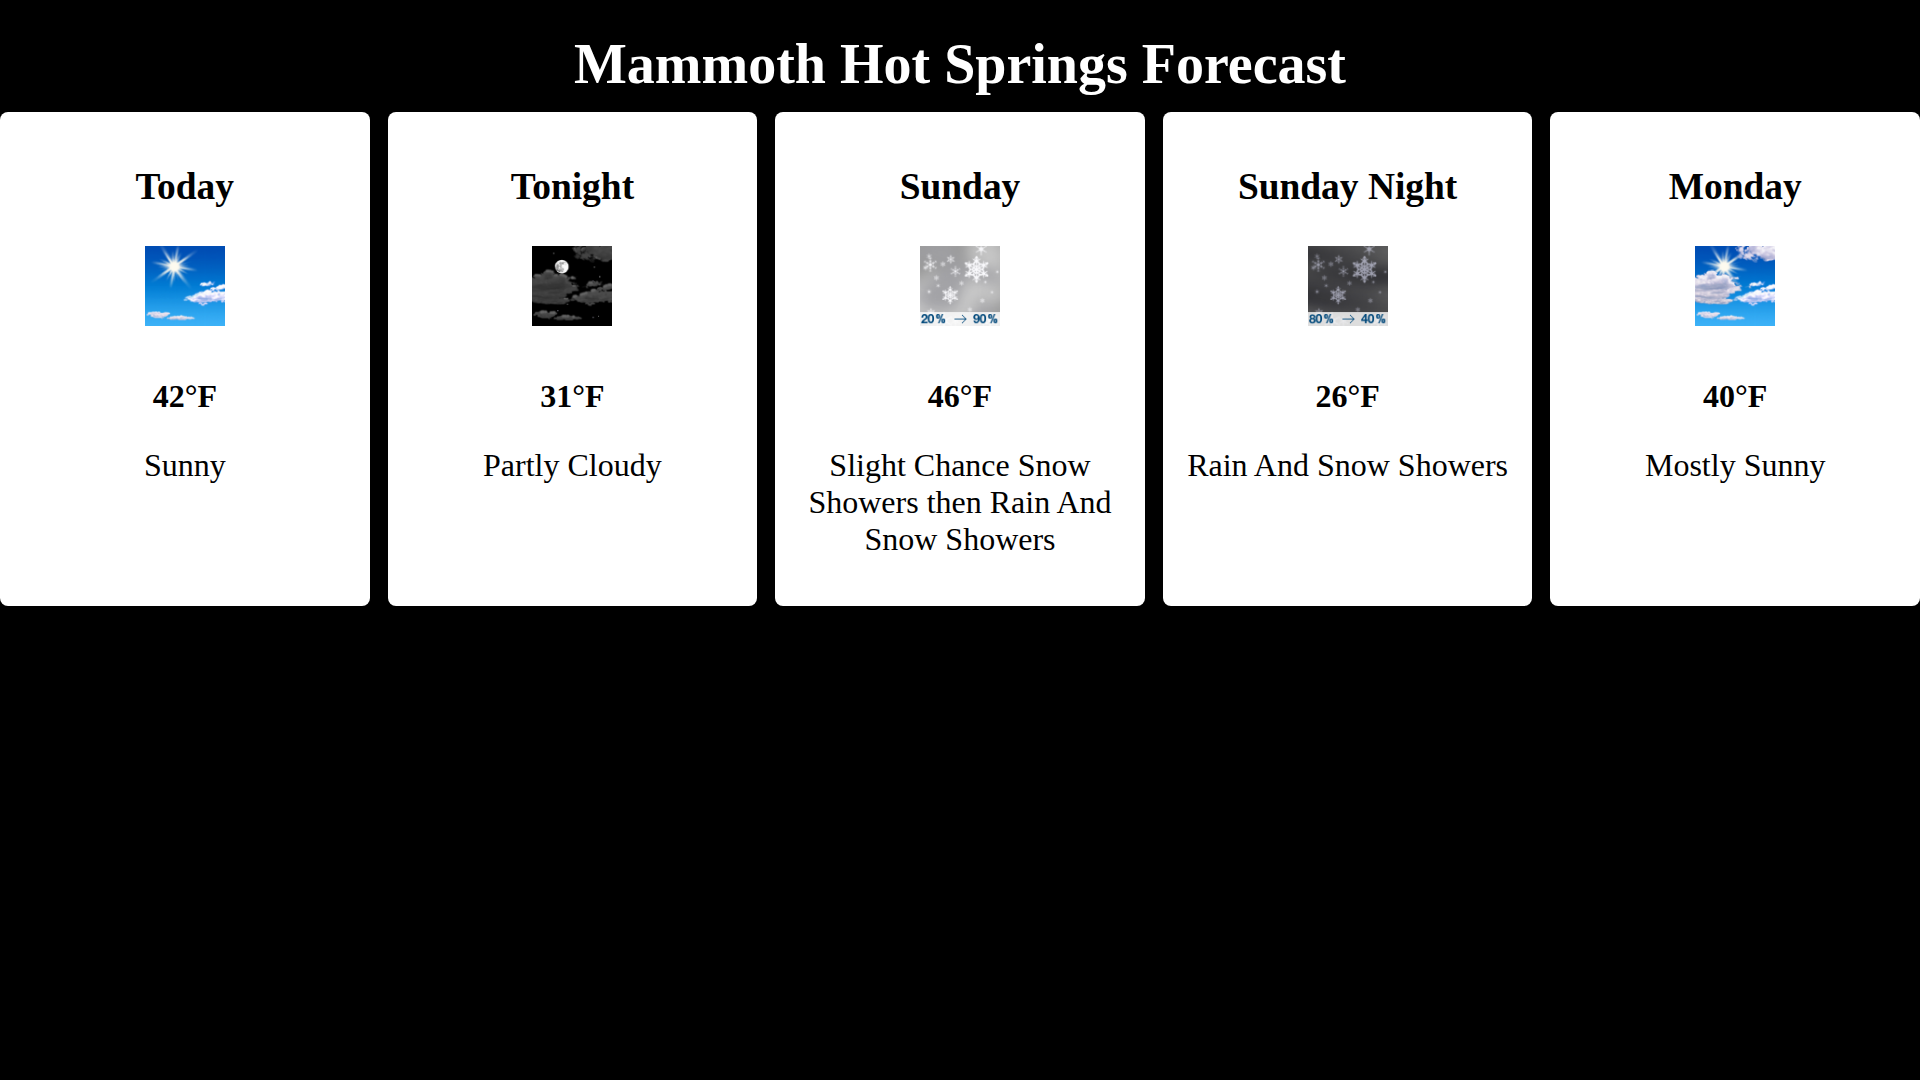 Mammoth Hot Springs Forecast
Today
42°F
Sunny
Tonight
31°F
Partly Cloudy
Sunday
20% → 90%
46°F
Slight Chance Snow
Showers then Rain And
Snow Showers
Sunday Night
80% → 40%
26°F
Rain And Snow Showers
Monday
40°F
Mostly Sunny